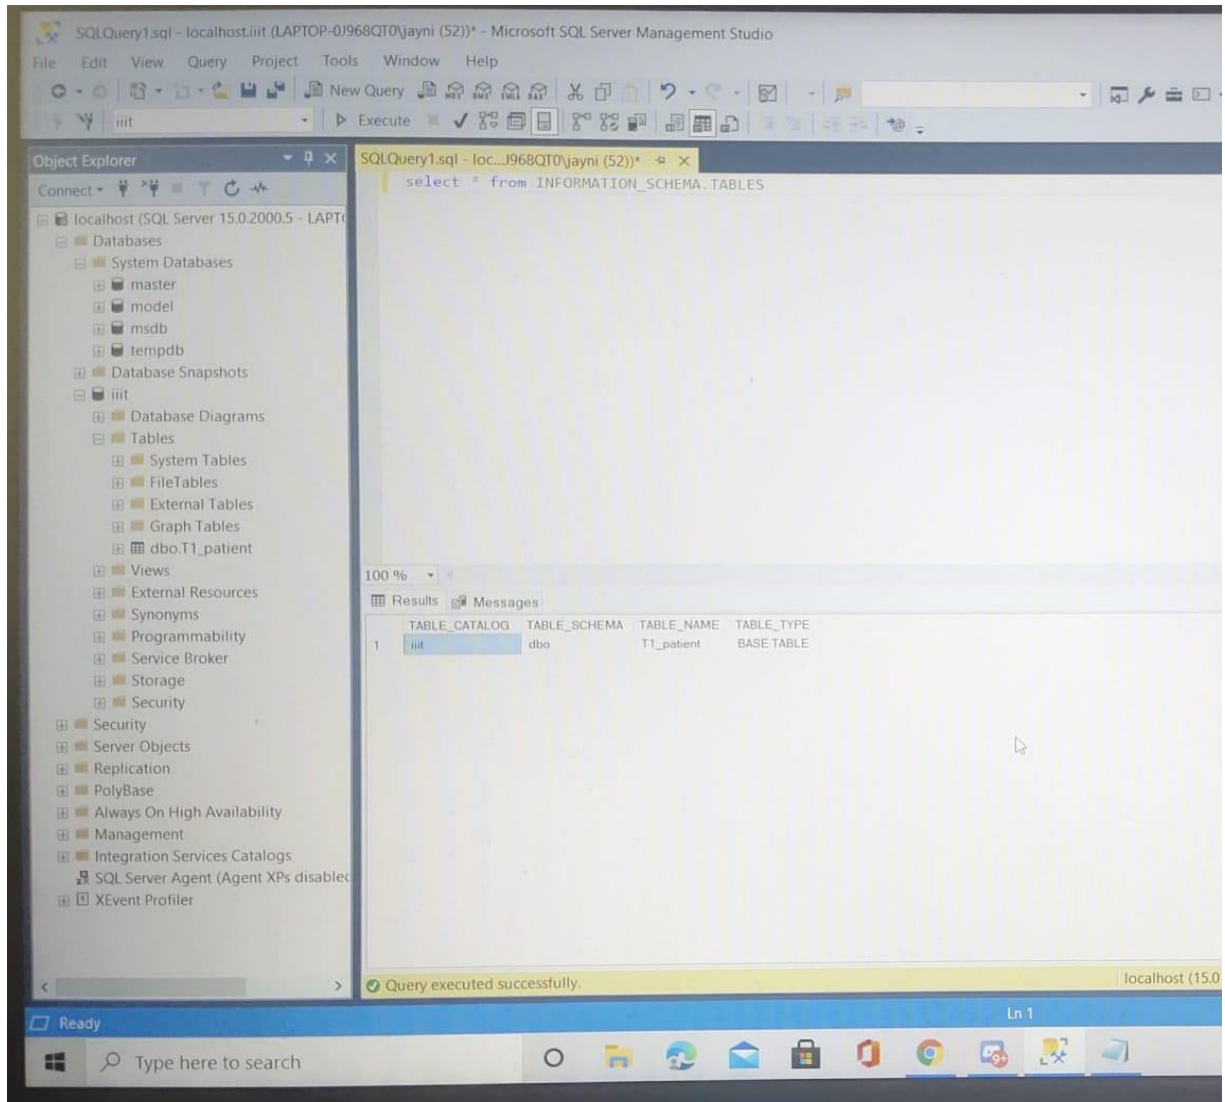 SQLQuery1.sql - localhost.iiit (LAPTOP-0J968QT0\jayni (52))* - Microsoft SQL Server Management Studio
File Edit View Query Project Tools Window Help
New Query
iiit
Execute
Object Explorer
SQLQuery1.sql - loc...J968QT0\jayni (52))*
Connect
select * from INFORMATION_SCHEMA.TABLES
localhost (SQL Server 15.0.2000.5 - LAPT
Databases
System Databases
master
model
msdb
tempdb
Database Snapshots
iiit
Database Diagrams
Tables
System Tables
FileTables
External Tables
Graph Tables
dbo.T1_patient
Views
External Resources
Synonyms
Programmability
Service Broker
Storage
Security
Security
Server Objects
Replication
PolyBase
Always On High Availability
Management
Integration Services Catalogs
SQL Server Agent (Agent XPs disabled
XEvent Profiler
100 %
Results Messages
TABLE_CATALOG TABLE_SCHEMA TABLE_NAME TABLE_TYPE
1 iiit dbo T1_patient BASE TABLE
Query executed successfully.
localhost (15.0
Ready
Ln 1
Type here to search
9+